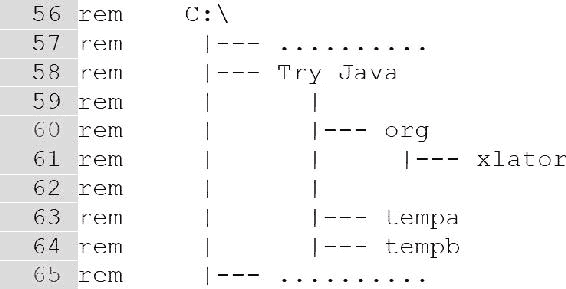 56 rem    C:\
57 rem     |--- ..........
58 rem     |--- Try Java
59 rem     |      |
60 rem     |      |--- org
61 rem     |      |     |--- xlator
62 rem     |      |
63 rem     |      |--- tempa
64 rem     |      |--- tempb
65 rem     |--- ..........